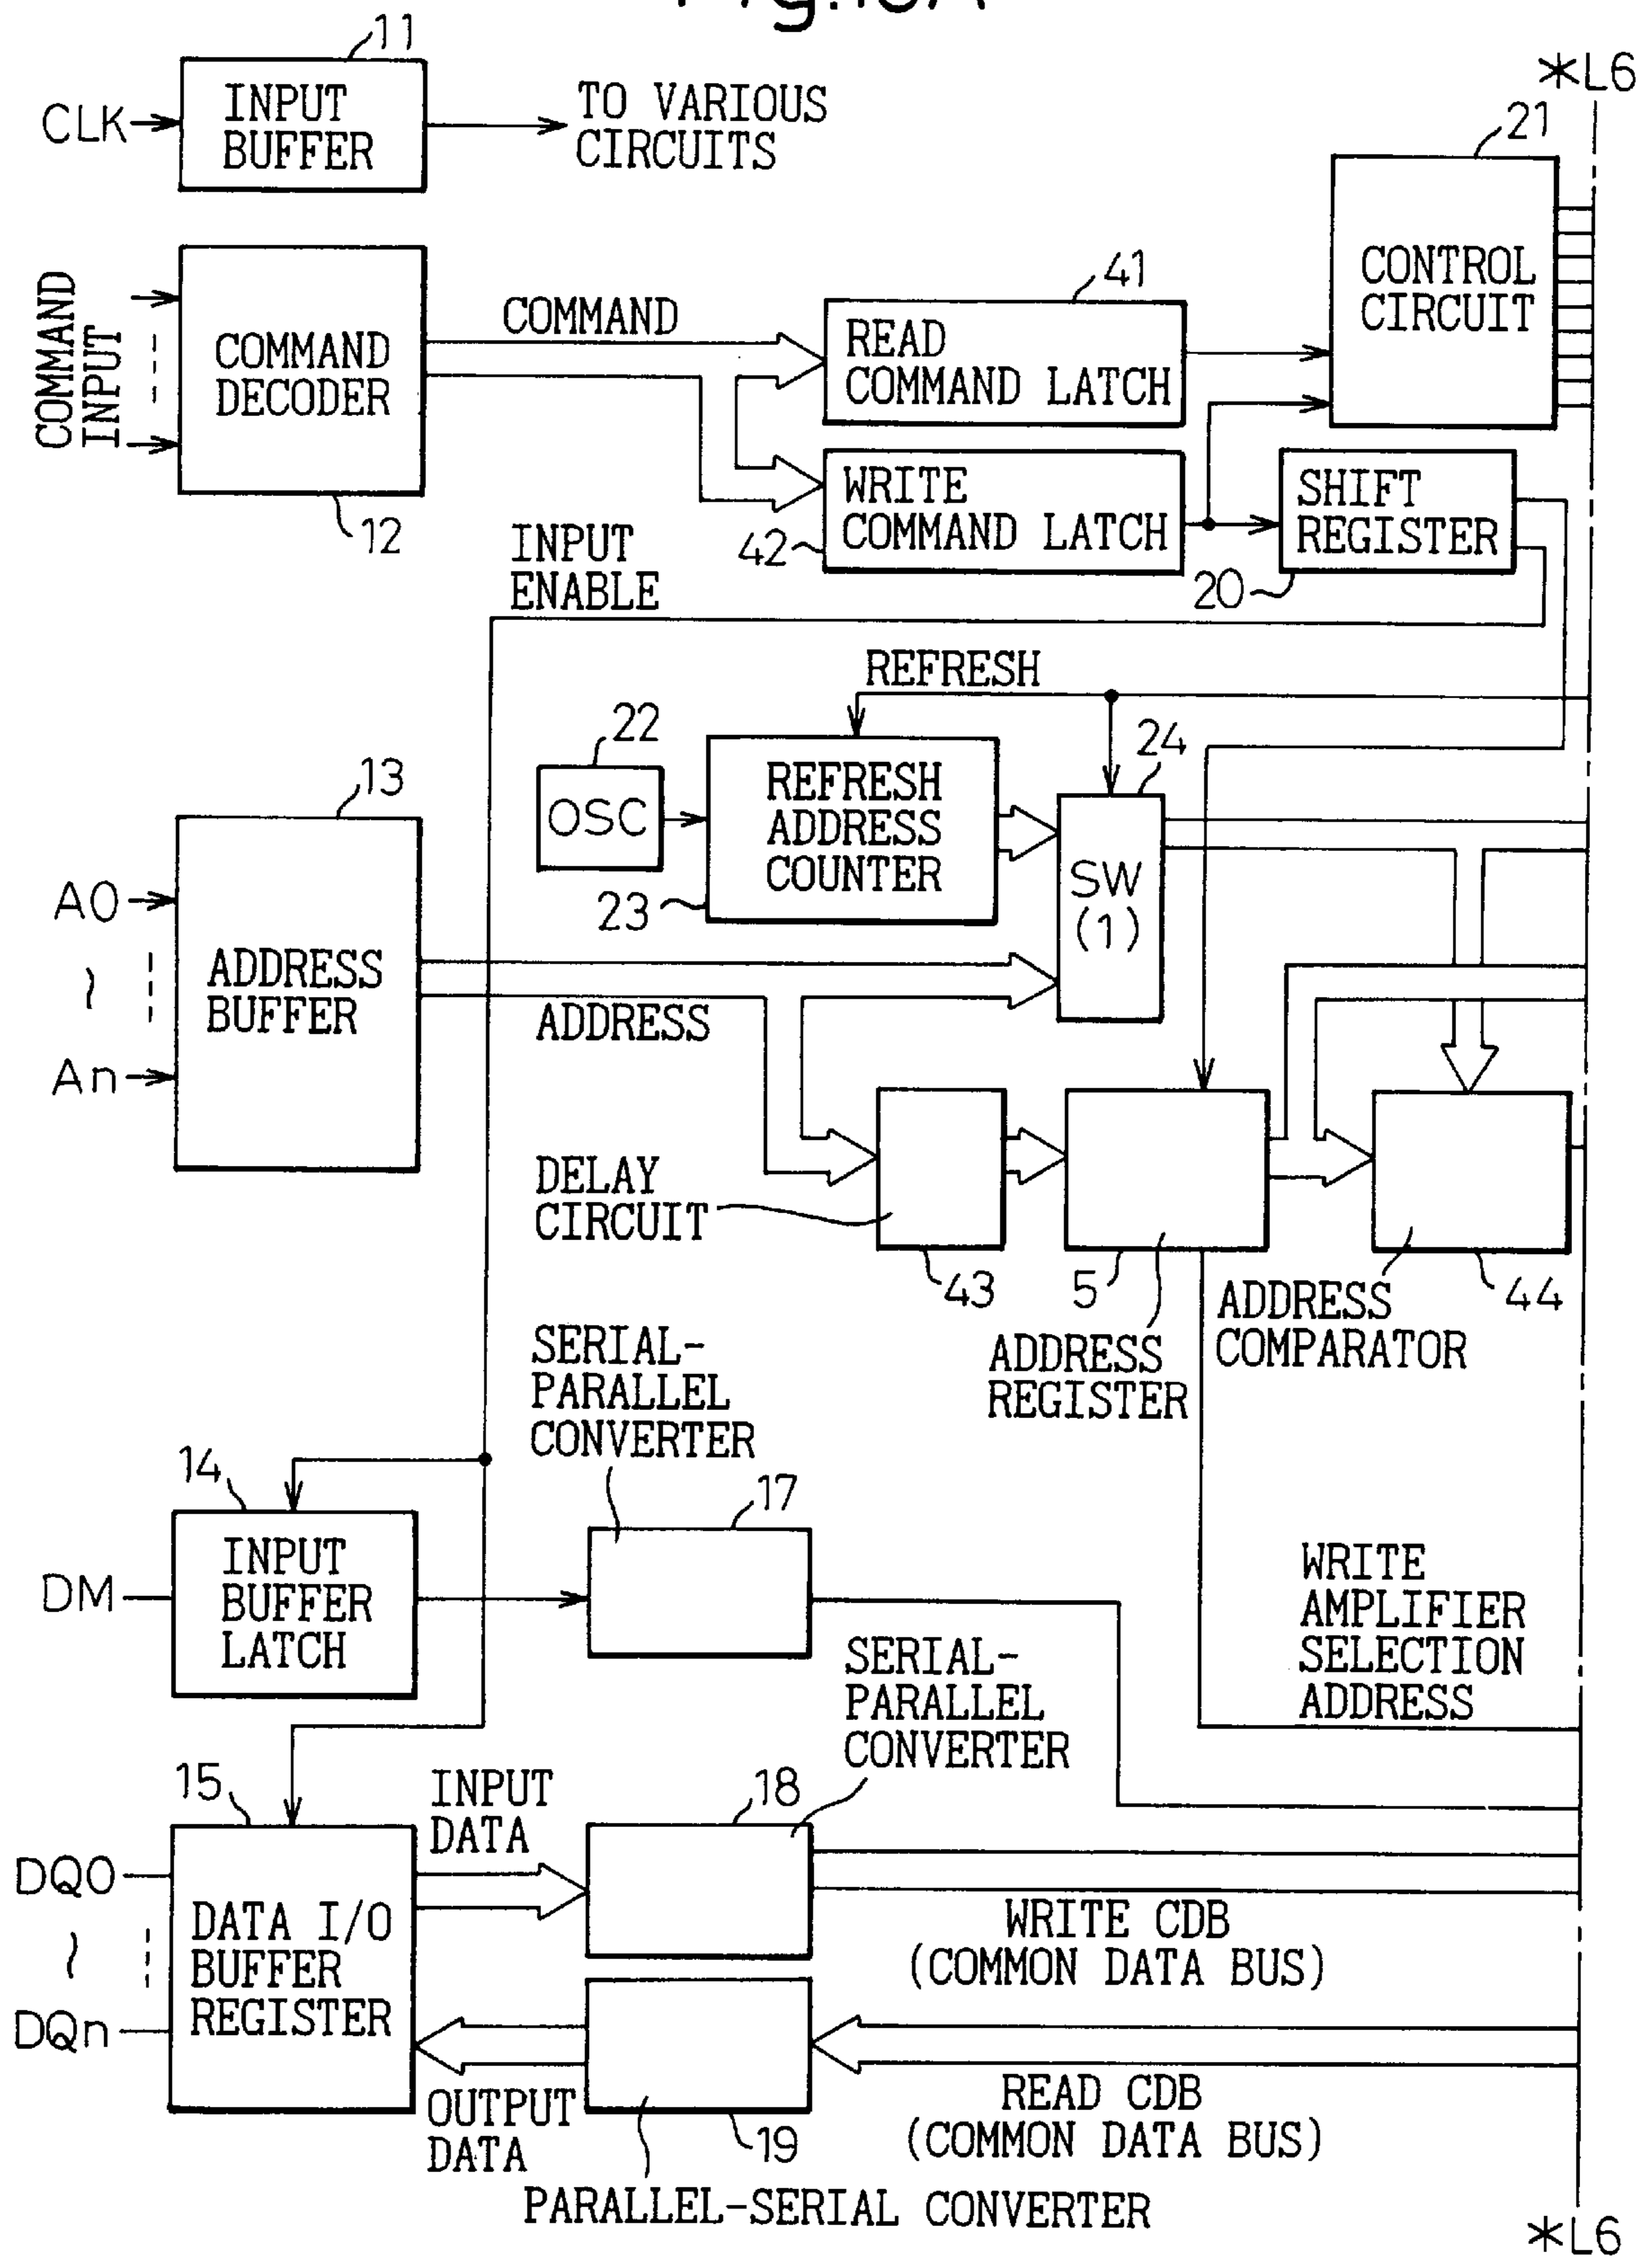 11
*L6
CLK
INPUT
BUFFER
TO VARIOUS
CIRCUITS
21
CONTROL
CIRCUIT
COMMAND
INPUT
COMMAND
DECODER
12
COMMAND
41
READ
COMMAND LATCH
WRITE
COMMAND LATCH
42
SHIFT
REGISTER
20
INPUT
ENABLE
REFRESH
22
OSC
REFRESH
ADDRESS
COUNTER
23
24
SW
(1)
13
A0
~
An
ADDRESS
BUFFER
ADDRESS
DELAY
CIRCUIT
43
5
ADDRESS
REGISTER
44
ADDRESS
COMPARATOR
SERIAL-
PARALLEL
CONVERTER
14
DM
INPUT
BUFFER
LATCH
17
WRITE
AMPLIFIER
SELECTION
ADDRESS
SERIAL-
PARALLEL
CONVERTER
15
DQ0
~
DQn
DATA I/O
BUFFER
REGISTER
INPUT
DATA
18
WRITE CDB
(COMMON DATA BUS)
OUTPUT
DATA
19
READ CDB
(COMMON DATA BUS)
PARALLEL-SERIAL CONVERTER
*L6